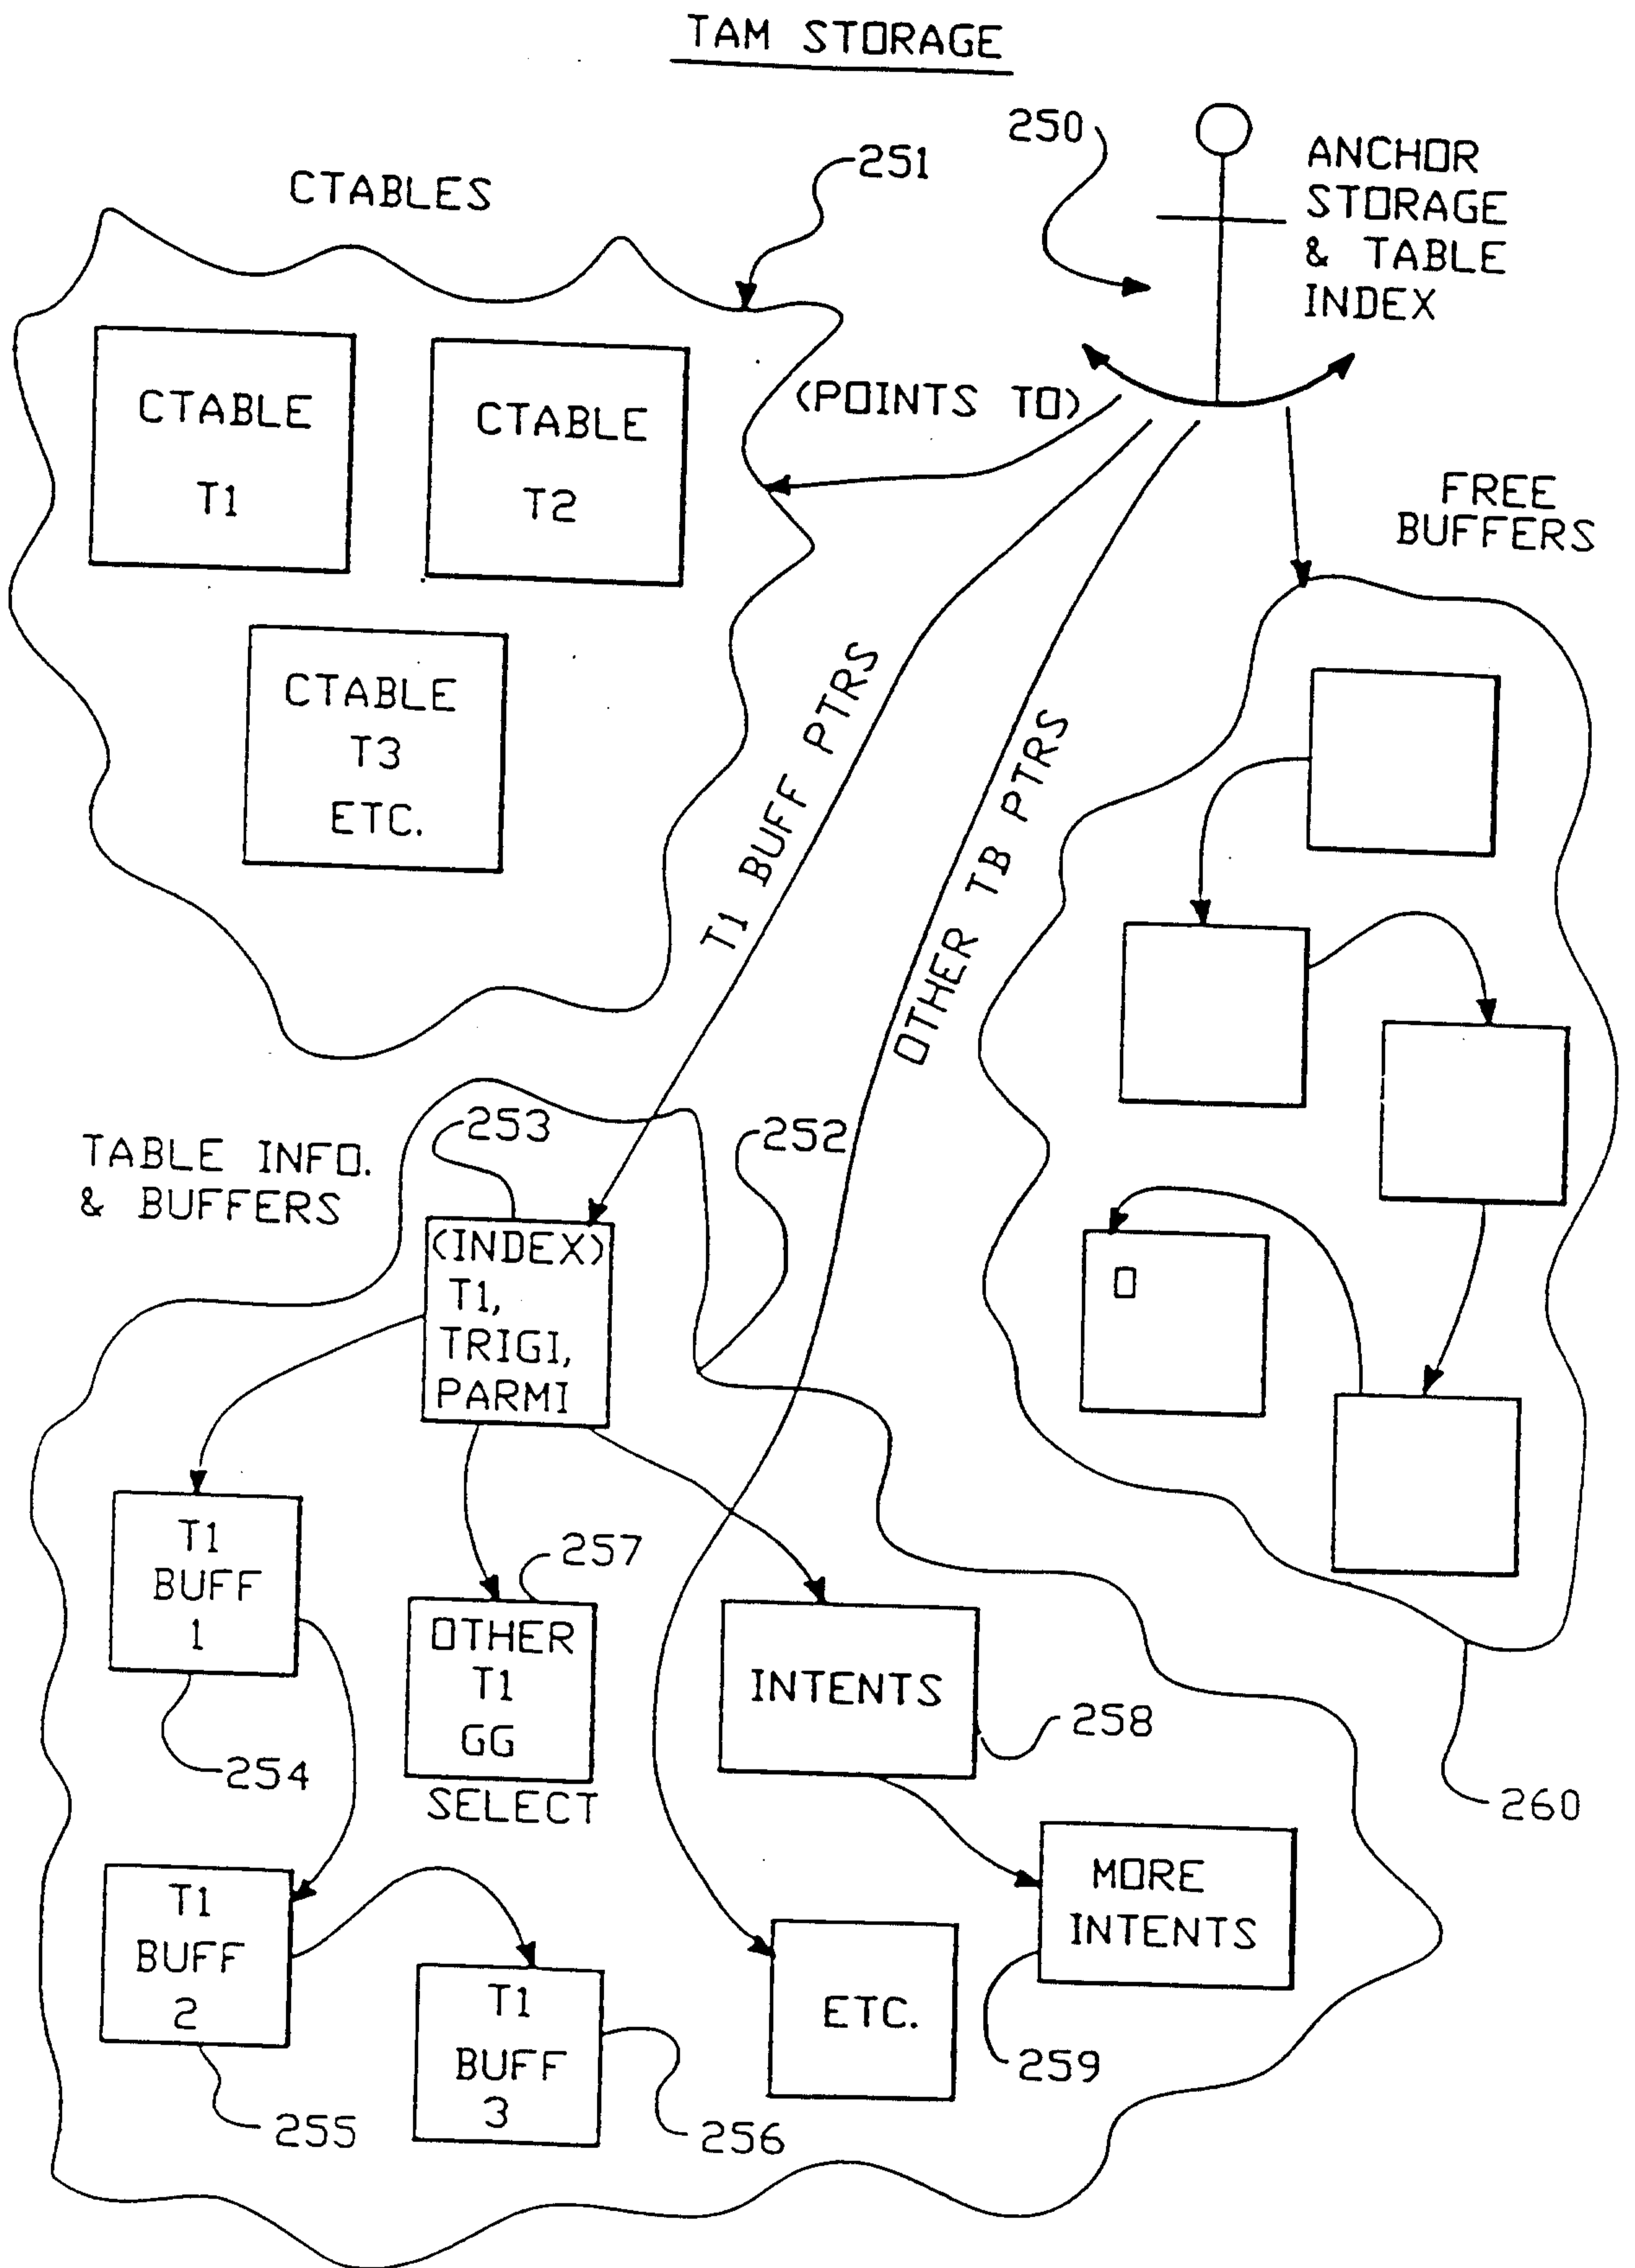 TAM STORAGE
250
ANCHOR
STORAGE
& TABLE
INDEX
251
CTABLES
CTABLE
T1
CTABLE
T2
CTABLE
T3
ETC.
(POINTS TO)
FREE
BUFFERS
T1 BUFF PTRS
OTHER TB PTRS
TABLE INFO.
& BUFFERS
253
252
(INDEX)
T1,
TRIGI,
PARMI
0
T1
BUFF
1
254
257
OTHER
T1
GG
SELECT
INTENTS
258
260
T1
BUFF
2
255
T1
BUFF
3
256
ETC.
MORE
INTENTS
259